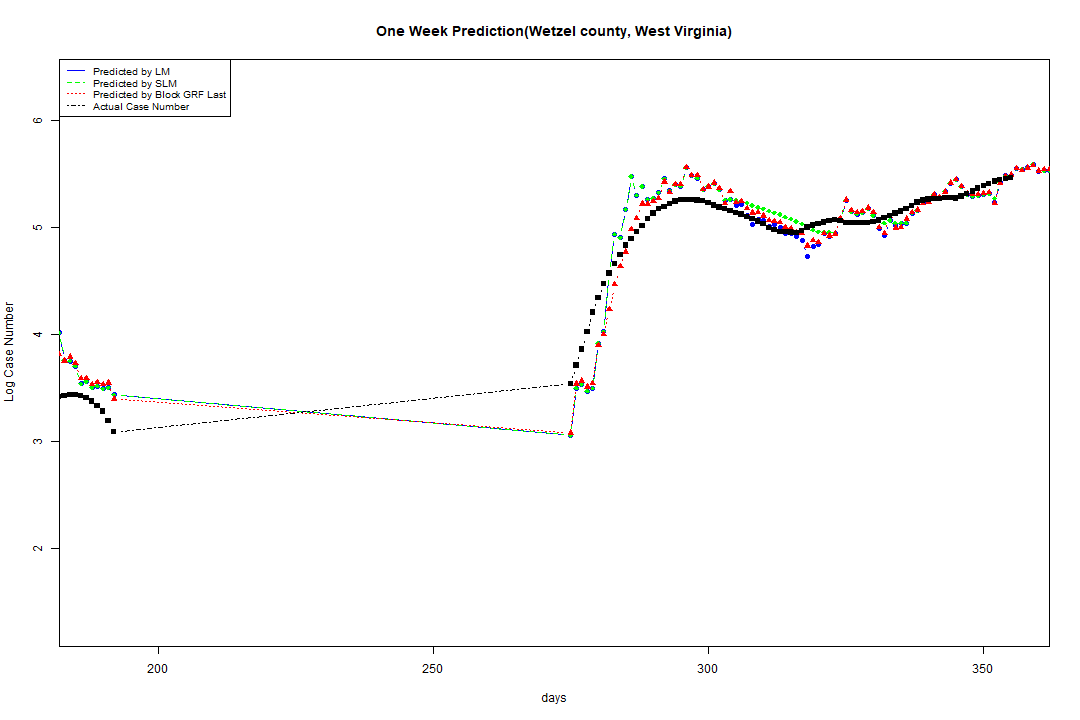 One Week Prediction(Wetzel county, West Virginia)
Predicted by LM
Predicted by SLM
Predicted by Block GRF Last
Actual Case Number
6
5
4
3
2
Log Case Number
200 250 300 350
days